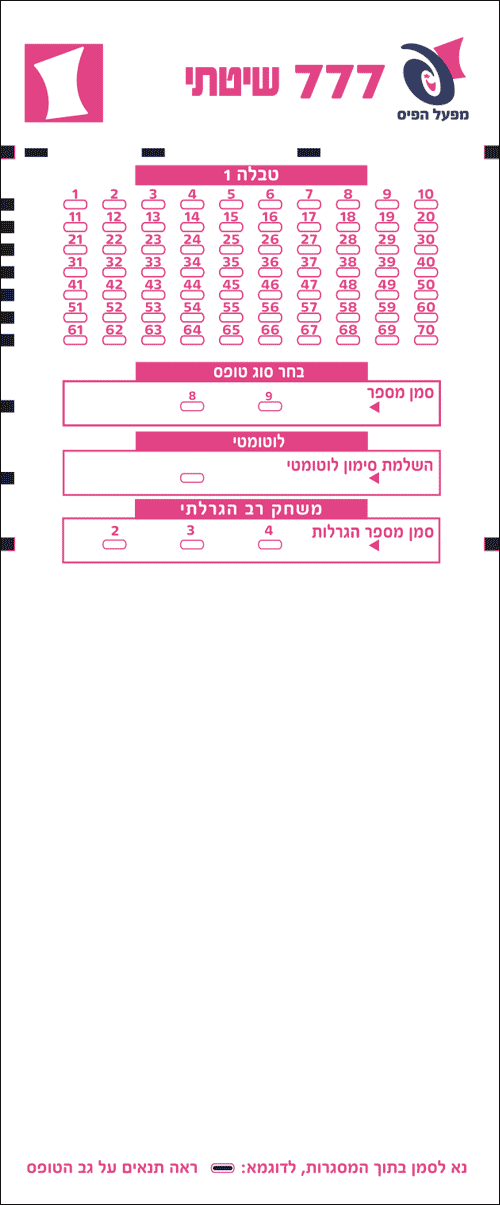 777 שיטתי
מפעל הפיס
טבלה 1
1 2 3 4 5 6 7 8 9 10
11 12 13 14 15 16 17 18 19 20
21 22 23 24 25 26 27 28 29 30
31 32 33 34 35 36 37 38 39 40
41 42 43 44 45 46 47 48 49 50
51 52 53 54 55 56 57 58 59 60
61 62 63 64 65 66 67 68 69 70
בחר סוג טופס
סמן מספר
8 9
לוטומטי
השלמת סימון לוטומטי
משחק רב הגרלתי
סמן מספר הגרלות
2 3 4
נא לסמן בתוך המסגרות, לדוגמא: ראה תנאים על גב הטופס